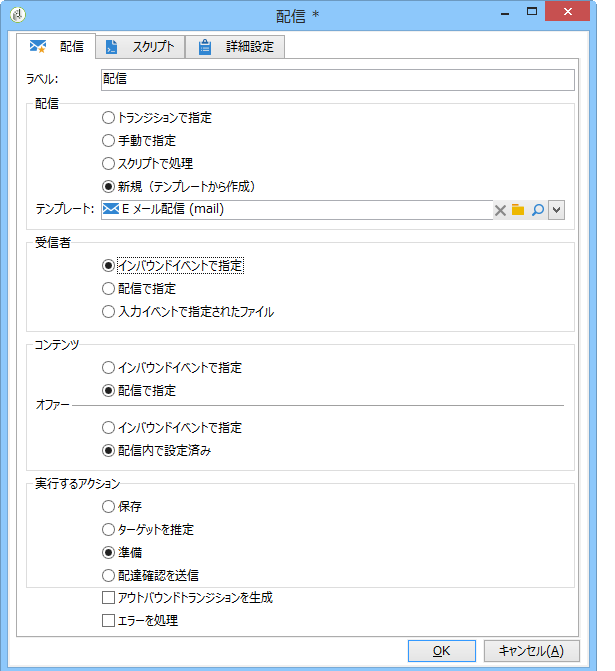 配信 *
配信
スクリプト
詳細設定
ラベル:
配信
配信
トランジションで指定
手動で指定
スクリプトで処理
新規（テンプレートから作成）
テンプレート:
E メール配信 (mail)
受信者
インバウンドイベントで指定
配信で指定
入力イベントで指定されたファイル
コンテンツ
インバウンドイベントで指定
配信で指定
オファー
インバウンドイベントで指定
配信内で設定済み
実行するアクション
保存
ターゲットを推定
準備
配達確認を送信
アウトバウンドトランジションを生成
エラーを処理
OK
キャンセル(A)